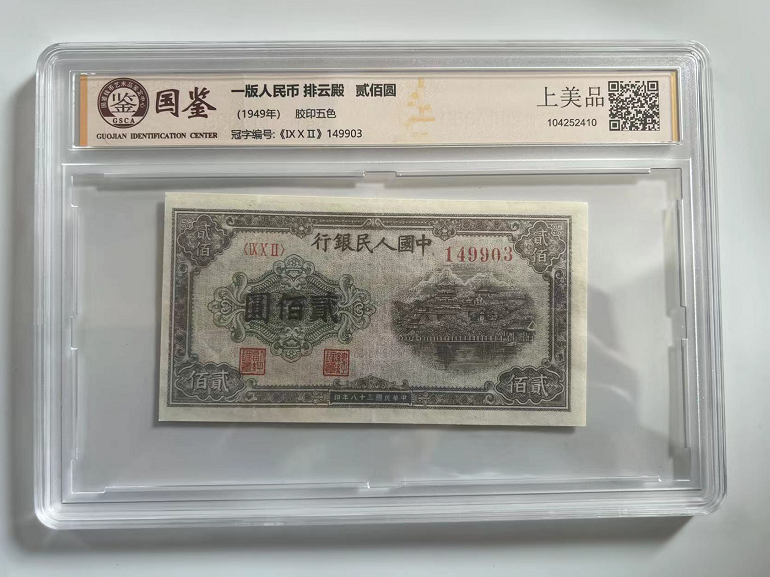 国鉴
鉴
GSCA
GUOJIAN IDENTIFICATION CENTER
一版人民币 排云殿 贰佰圆
(1949年) 胶印五色
冠字编号:《IX X II》149903
上美品
104252410
行銀民人國中
〈IX X II〉
149903
圓佰貳
貳佰
貳佰
佰貳
佰貳
印年八十三國民華中